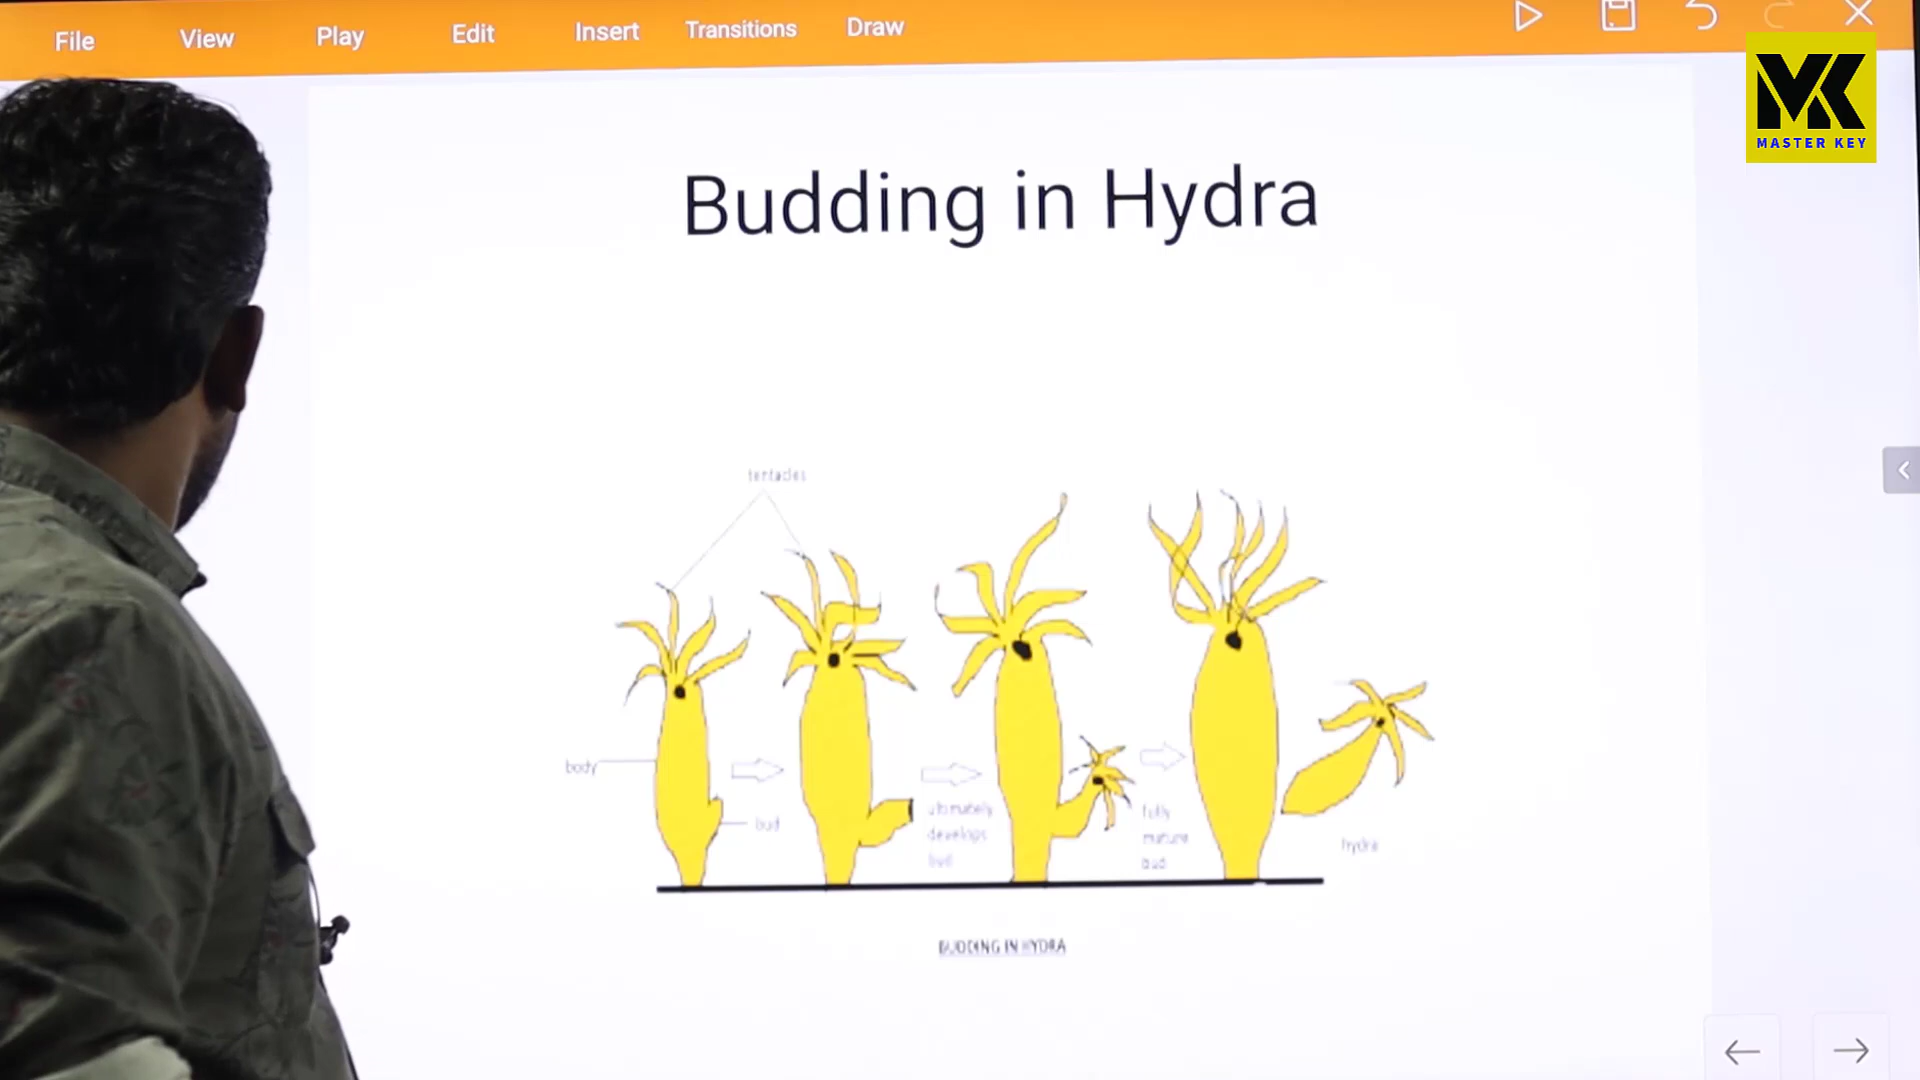 File View Play Edit Insert Transitions Draw
MK
MASTER KEY
Budding in Hydra
tentacles
body
bud
ultimately
develops
bud
fully
mature
bud
hydra
BUDDING IN HYDRA